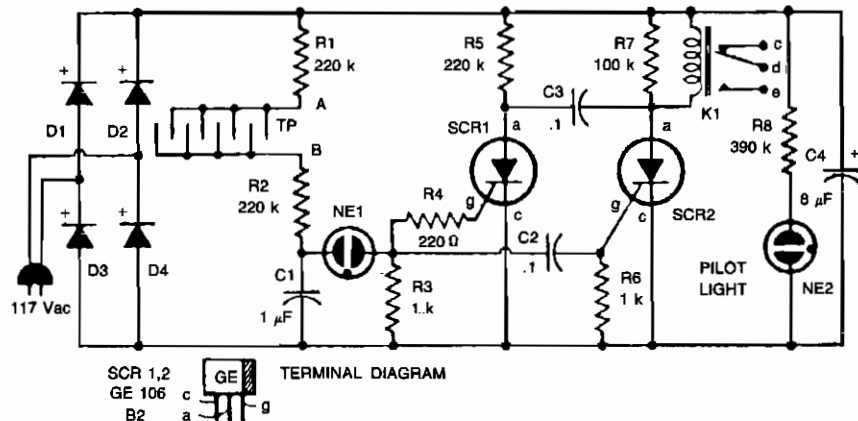 R1
220 k
A
TP
B
R2
220 k
NE1
C1
1 µF
R4
220 Ω
R3
1.k
R5
220 k
C3
.1
SCR1
a
g
c
C2
.1
R7
100 k
a
g
c
SCR2
R6
1 k
K1
c
d
e
R8
390 k
C4
+
8 µF
PILOT
LIGHT
NE2
+
+
D1
D2
+
+
D3
D4
117 Vac
SCR 1,2
GE 106
B2
c
a
g
GE
TERMINAL DIAGRAM